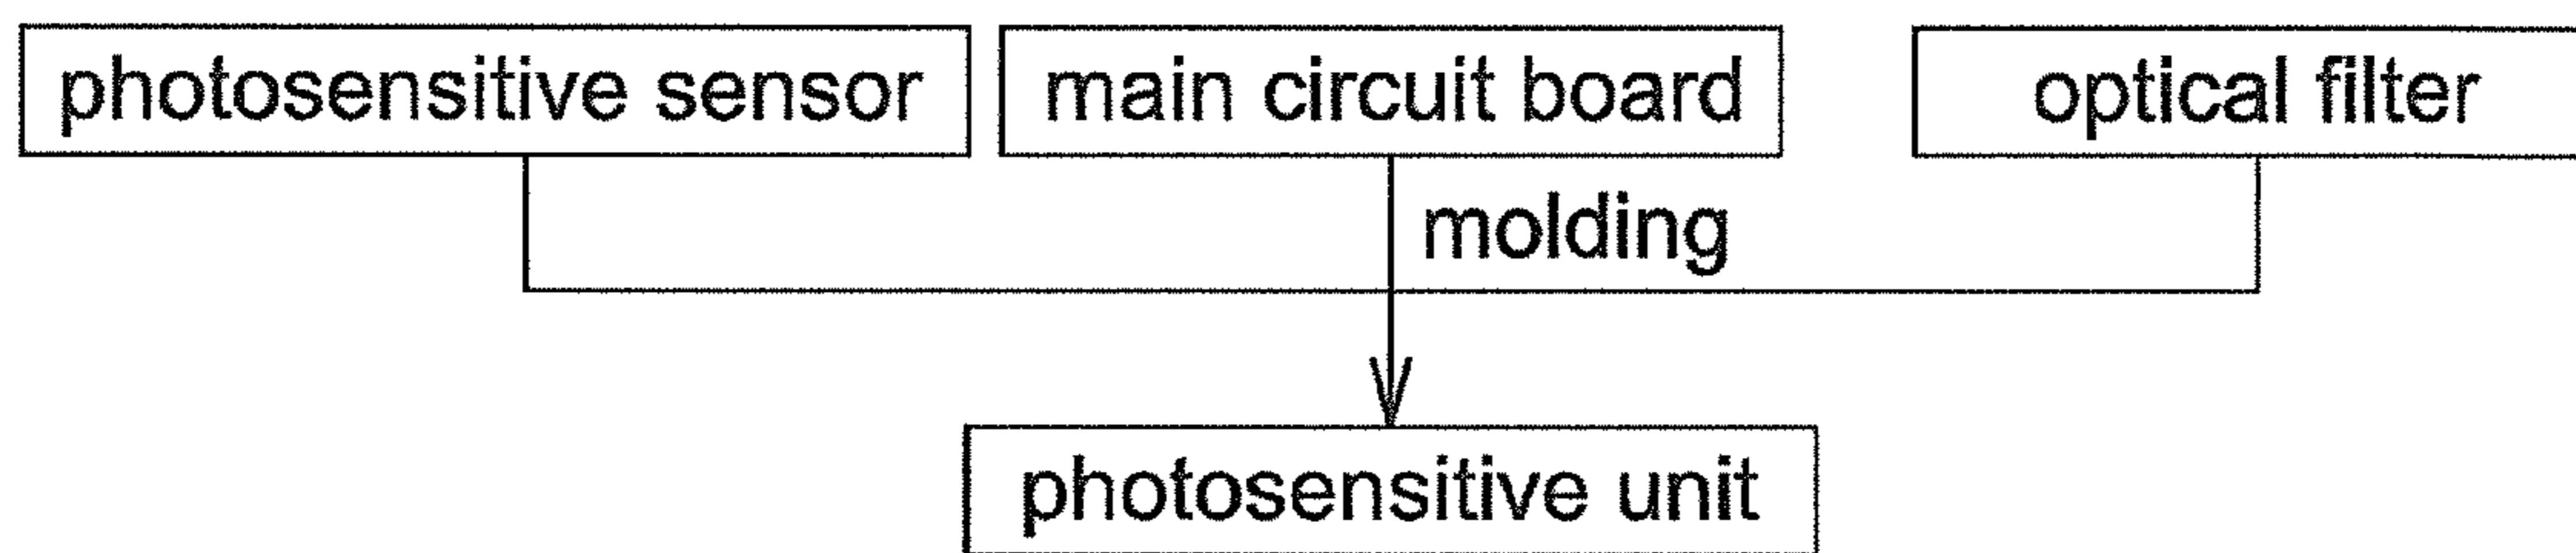 photosensitive sensor
main circuit board
optical filter
molding
photosensitive unit